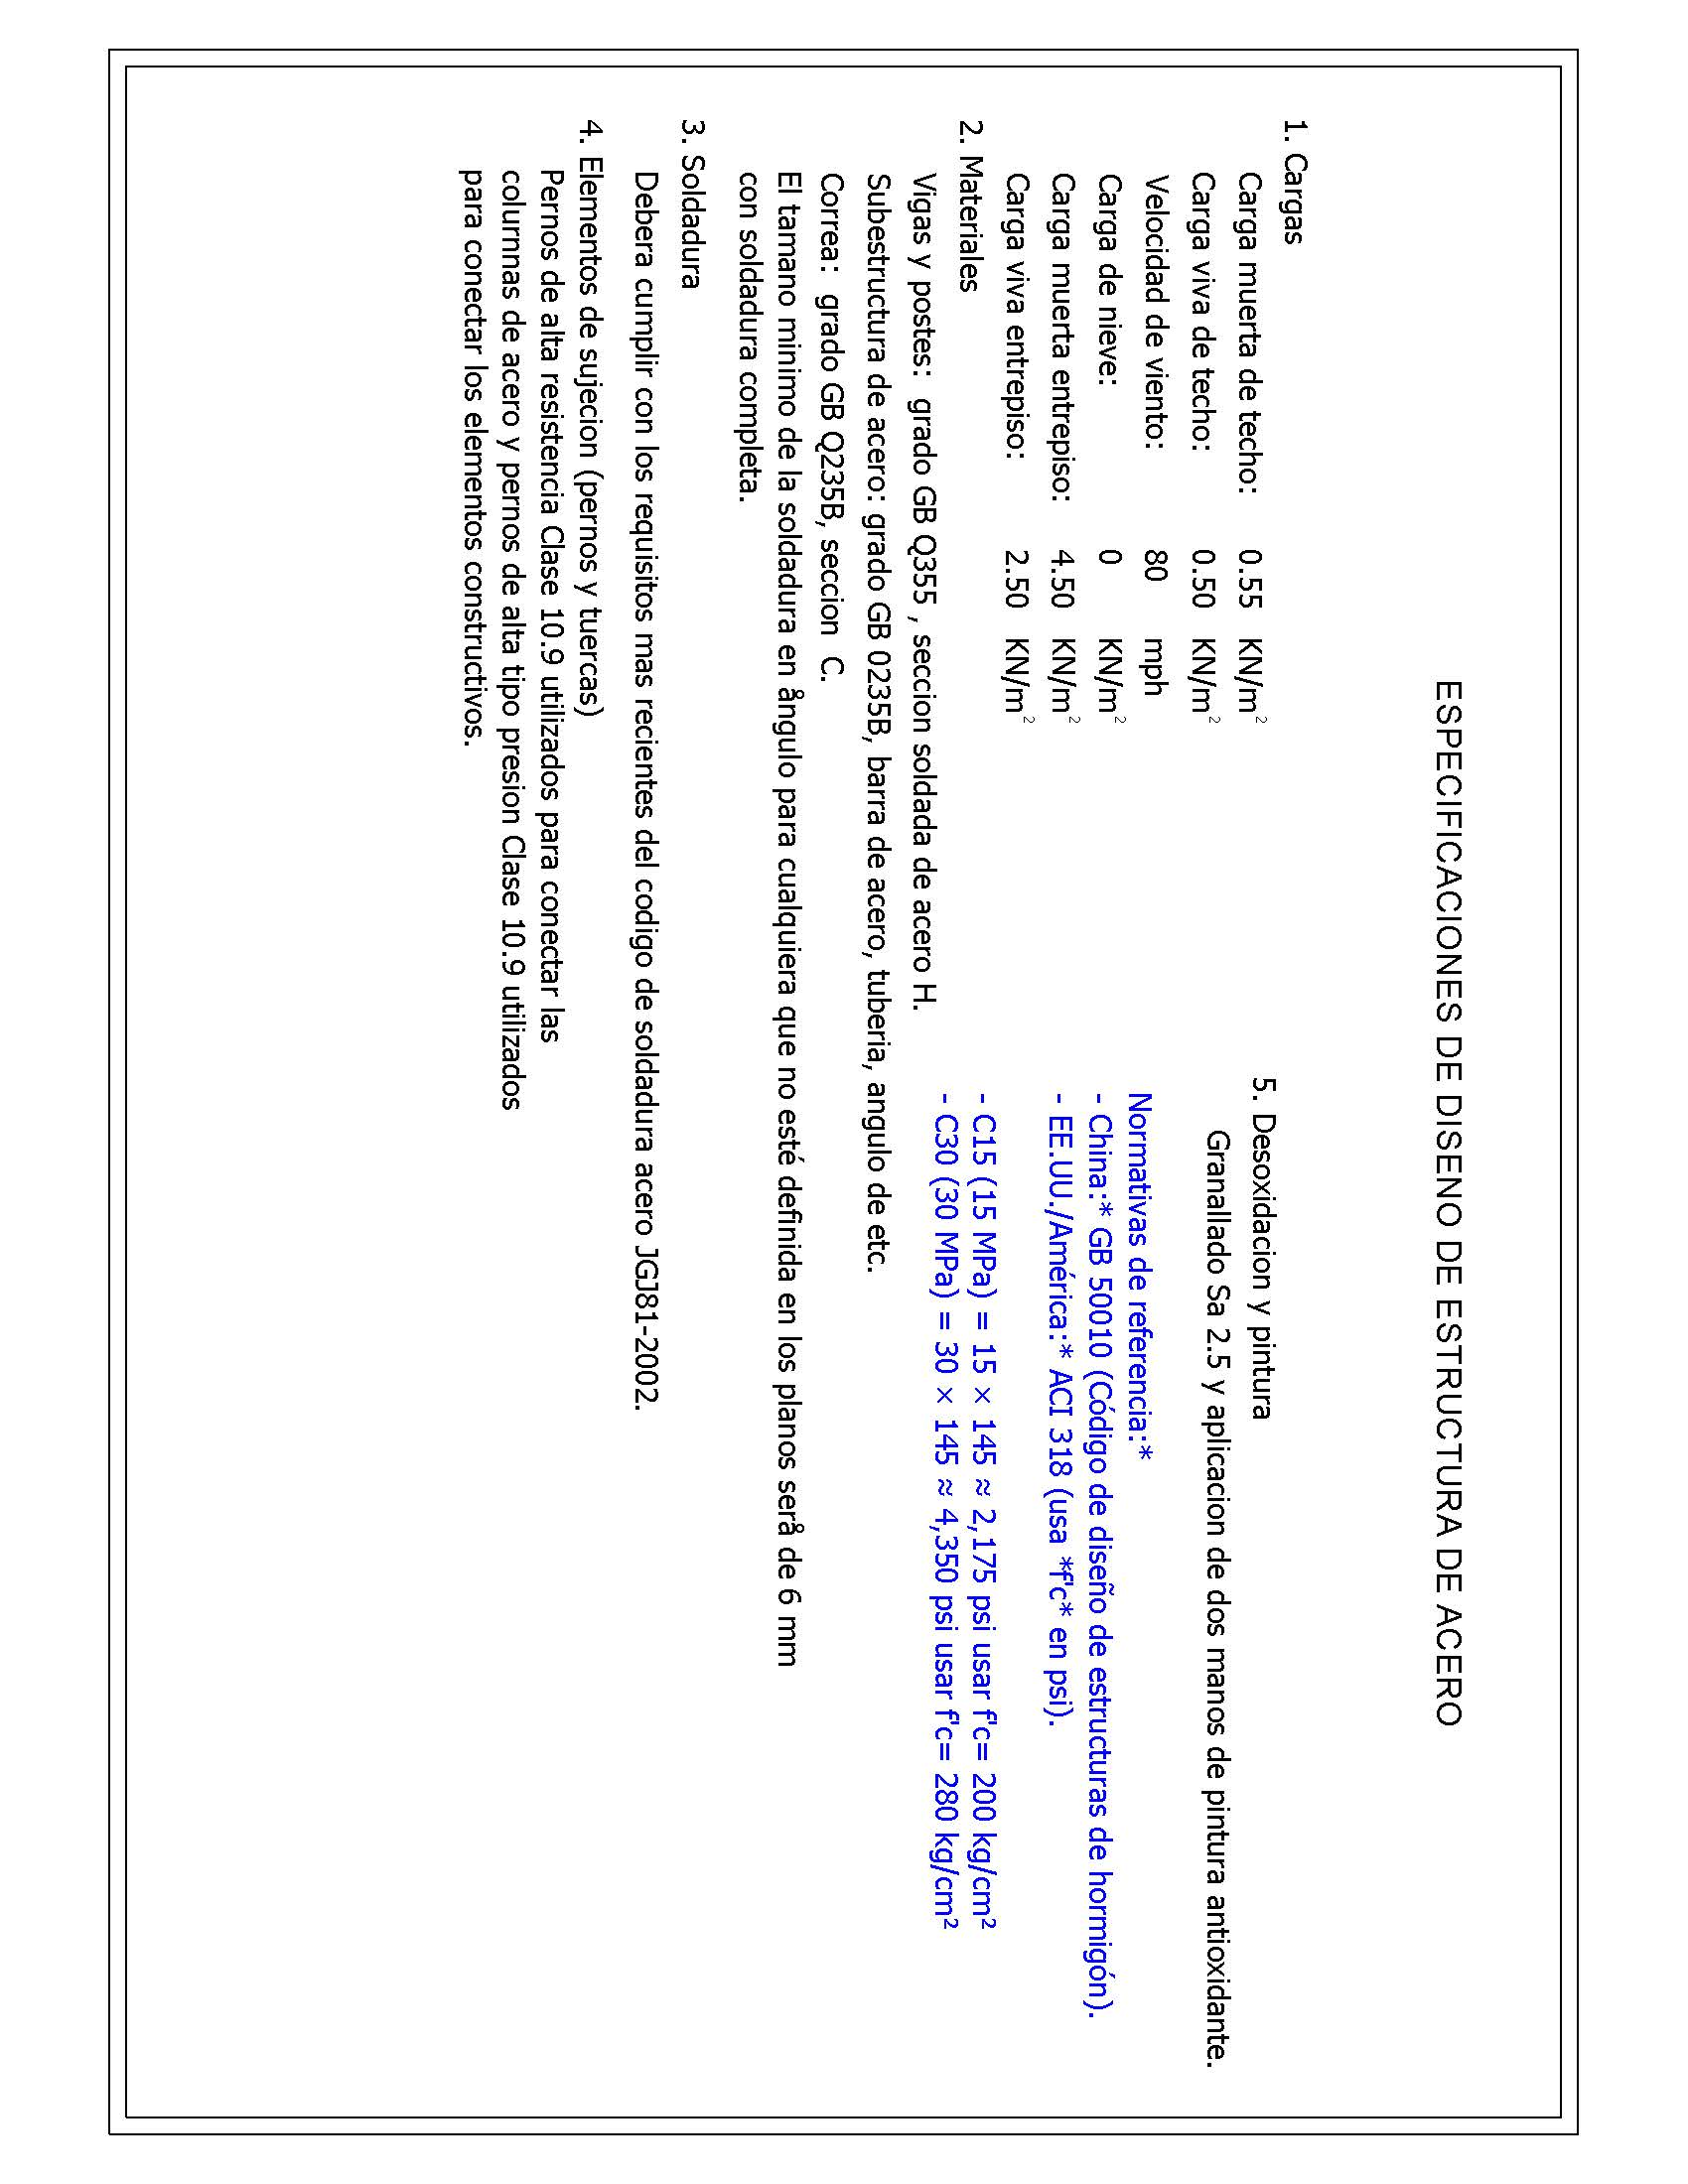 ESPECIFICACIONES DE DISENO DE ESTRUCTURA DE ACERO
1. Cargas
Carga muerta de techo: 0.55 KN/m²
Carga viva de techo: 0.50 KN/m²
Velocidad de viento: 80 mph
Carga de nieve: 0 KN/m²
Carga muerta entrepiso: 4.50 KN/m²
Carga viva entrepiso: 2.50 KN/m²
2. Materiales
Vigas y postes: grado GB Q355 , seccion soldada de acero H.
Subestructura de acero: grado GB 0235B, barra de acero, tuberia, angulo de etc.
Correa: grado GB Q235B, seccion C.
El tamano minimo de la soldadura en ångulo para cualquiera que no esté definida en los planos serå de 6 mm
con soldadura completa.
3. Soldadura
Debera cumplir con los requisitos mas recientes del codigo de soldadura acero JGJ81-2002.
4. Elementos de sujecion (pernos y tuercas)
Pernos de alta resistencia Clase 10.9 utilizados para conectar las
colurnnas de acero y pernos de alta tipo presion Clase 10.9 utilizados
para conectar los elementos constructivos.
5. Desoxidacion y pintura
Granallado Sa 2.5 y aplicacion de dos manos de pintura antioxidante.
Normativas de referencia:*
- China:* GB 50010 (Código de diseño de estructuras de hormigón).
- EE.UU./América:* ACI 318 (usa *f'c* en psi).
- C15 (15 MPa) = 15 × 145 ≈ 2,175 psi usar f'c= 200 kg/cm²
- C30 (30 MPa) = 30 × 145 ≈ 4,350 psi usar f'c= 280 kg/cm²